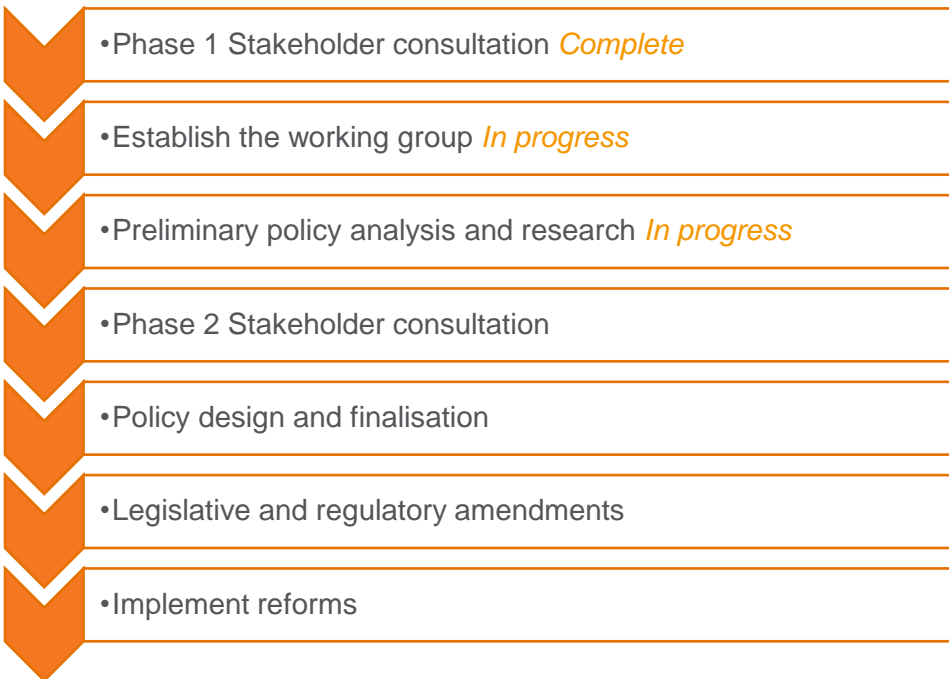 •Phase 1 Stakeholder consultation Complete
•Establish the working group In progress
•Preliminary policy analysis and research In progress
•Phase 2 Stakeholder consultation
•Policy design and finalisation
•Legislative and regulatory amendments
•Implement reforms